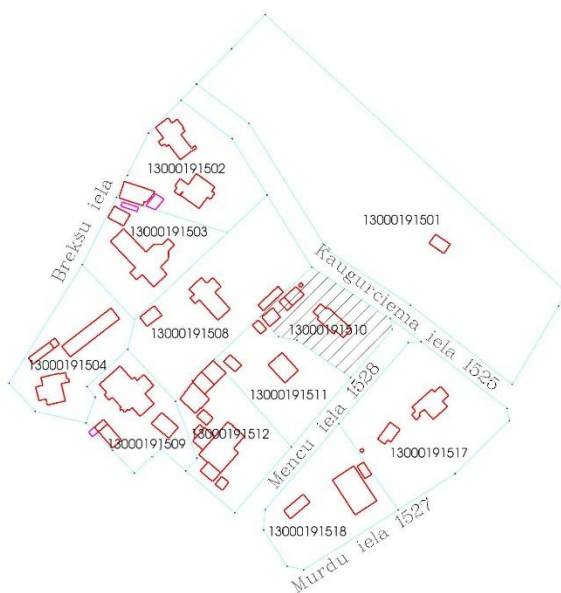 13000191502
13000191501
Brekšu iela
13000191503
Kaugurciema iela 1525
13000191508
13000191510
13000191504
13000191511
Mencu iela 1528
13000191509
13000191512
13000191517
13000191518
Murdu iela 1527